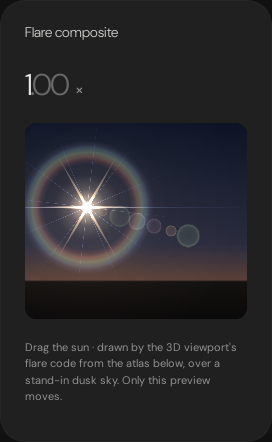 Flare composite
1.00 ×
Drag the sun · drawn by the 3D viewport's
flare code from the atlas below, over a
stand-in dusk sky. Only this preview
moves.